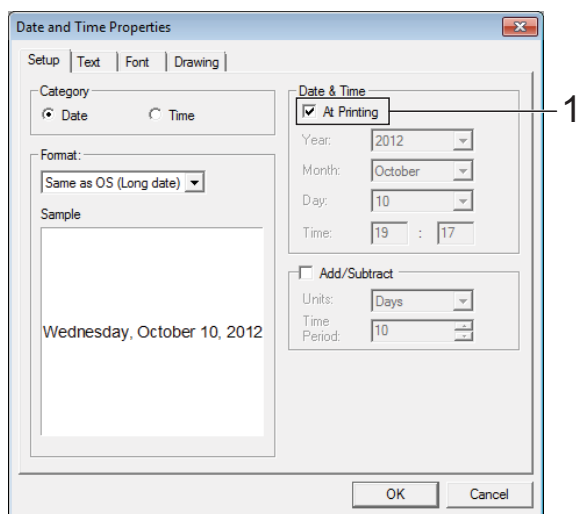 Date and Time Properties
Setup Text Font Drawing
Category
Date Time
Format:
Same as OS (Long date)
Sample
Wednesday, October 10, 2012
Date & Time
At Printing
1
Year: 2012
Month: October
Day: 10
Time: 19 : 17
Add/Subtract
Units: Days
Time
Period: 10
OK Cancel